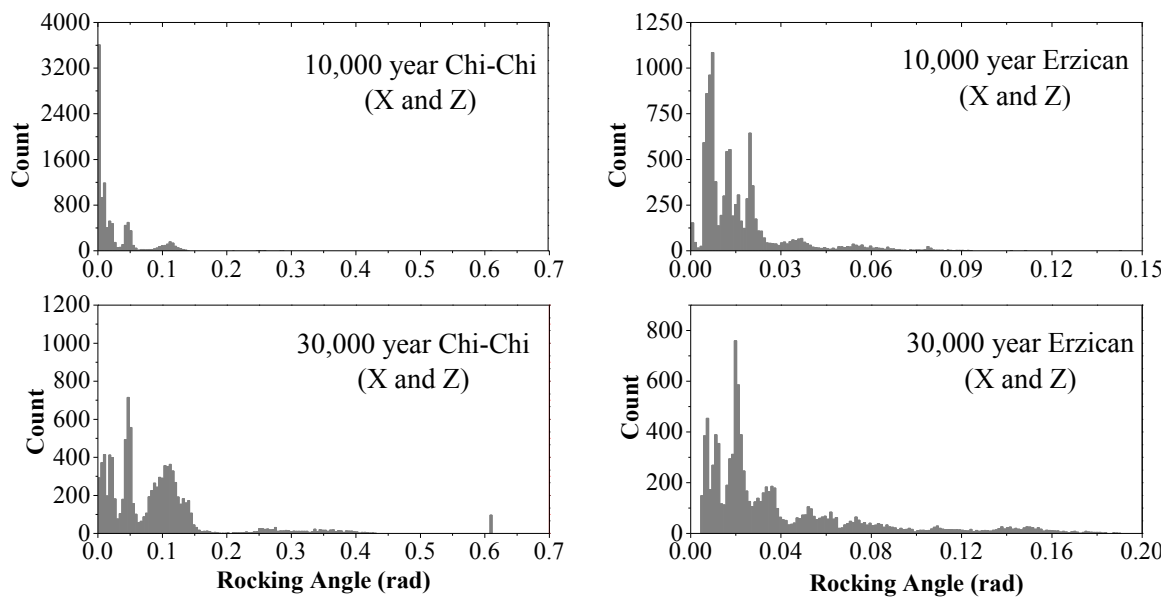 4000
3200
2400
1600
800
0
Count
10,000 year Chi-Chi
(X and Z)
0.0 0.1 0.2 0.3 0.4 0.5 0.6 0.7
1250
1000
750
500
250
0
Count
10,000 year Erzican
(X and Z)
0.00 0.03 0.06 0.09 0.12 0.15
1200
1000
800
600
400
200
0
Count
30,000 year Chi-Chi
(X and Z)
0.0 0.1 0.2 0.3 0.4 0.5 0.6 0.7
Rocking Angle (rad)
800
600
400
200
0
Count
30,000 year Erzican
(X and Z)
0.00 0.04 0.08 0.12 0.16 0.20
Rocking Angle (rad)